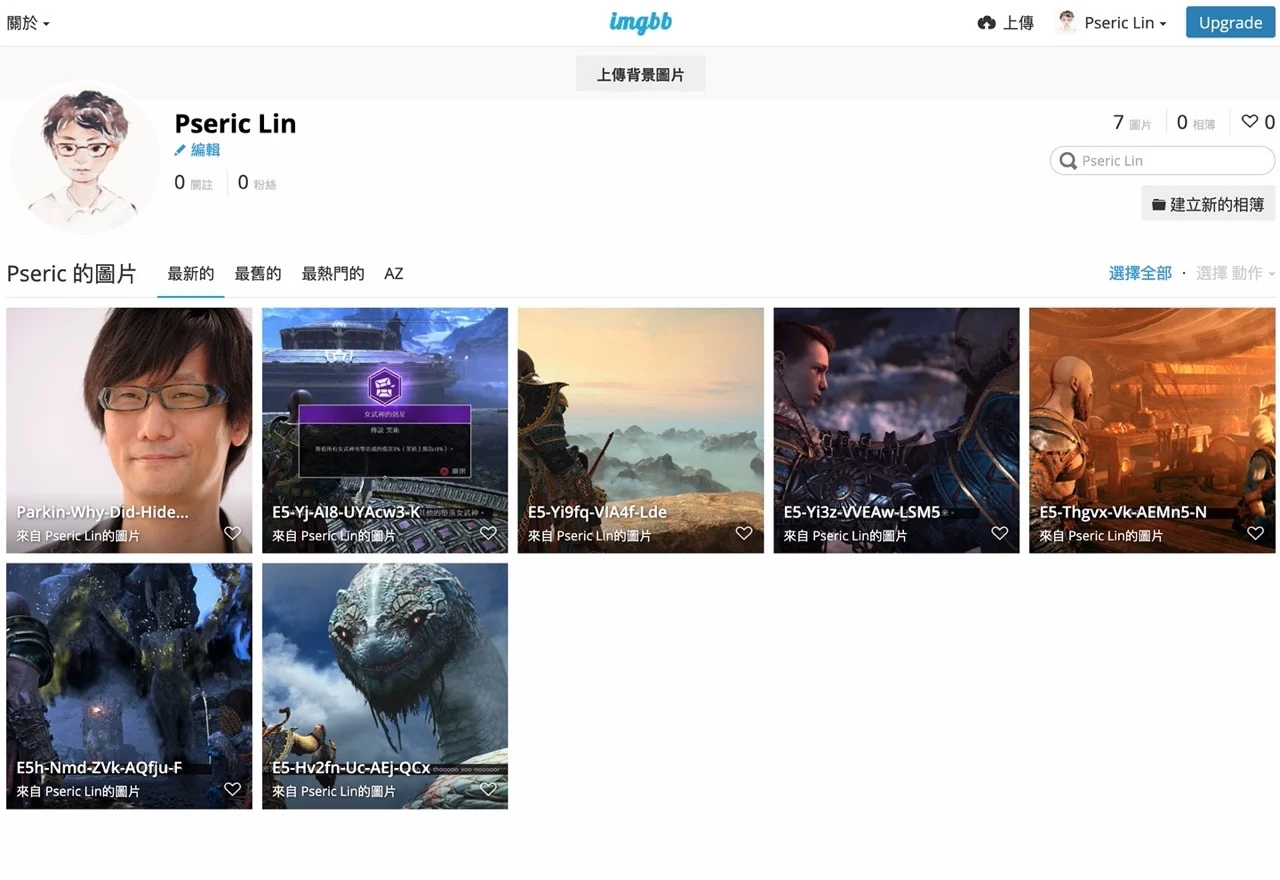 關於
imgbb
上傳
Pseric Lin
Upgrade
上傳背景圖片
Pseric Lin
編輯
0 關註
0 粉絲
7 圖片
0 相簿
0
Pseric Lin
建立新的相簿
Pseric 的圖片
最新的
最舊的
最熱門的
AZ
選擇全部 · 選擇 動作
Parkin-Why-Did-Hide...
來自 Pseric Lin的圖片
女武神的剋星
傳說 咒術
關閉
E5-Yj-AI8-UYAcw3-K
來自 Pseric Lin的圖片
E5-Yi9fq-VIA4f-Lde
來自 Pseric Lin的圖片
E5-Yi3z-VVEAw-LSM5
來自 Pseric Lin的圖片
E5-Thgvx-Vk-AEMn5-N
來自 Pseric Lin的圖片
E5h-Nmd-ZVk-AQfju-F
來自 Pseric Lin的圖片
E5-Hv2fn-Uc-AEj-QCx
來自 Pseric Lin的圖片